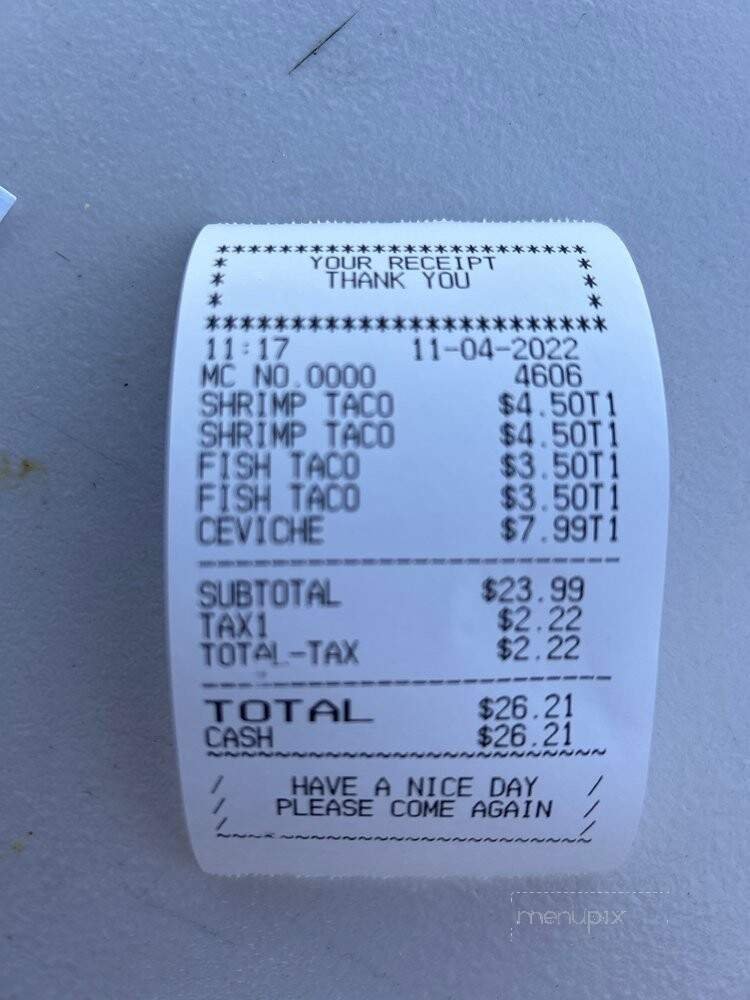 ***********************
* YOUR RECEIPT *
* THANK YOU *
* *
************************
11:17 11-04-2022
MC NO.0000 4606
SHRIMP TACO $4.50T1
SHRIMP TACO $4.50T1
FISH TACO $3.50T1
FISH TACO $3.50T1
CEVICHE $7.99T1
--------------------------------
SUBTOTAL $23.99
TAX1 $2.22
TOTAL-TAX $2.22
--------------------------------
TOTAL $26.21
CASH $26.21
~~~~~~~~~~~~~~~~~~~~~~~~~~~~~~
/ HAVE A NICE DAY /
/ PLEASE COME AGAIN /
/ /
~~~~~~~~~~~~~~~~~~~~~~~~~~~~~~
menupix